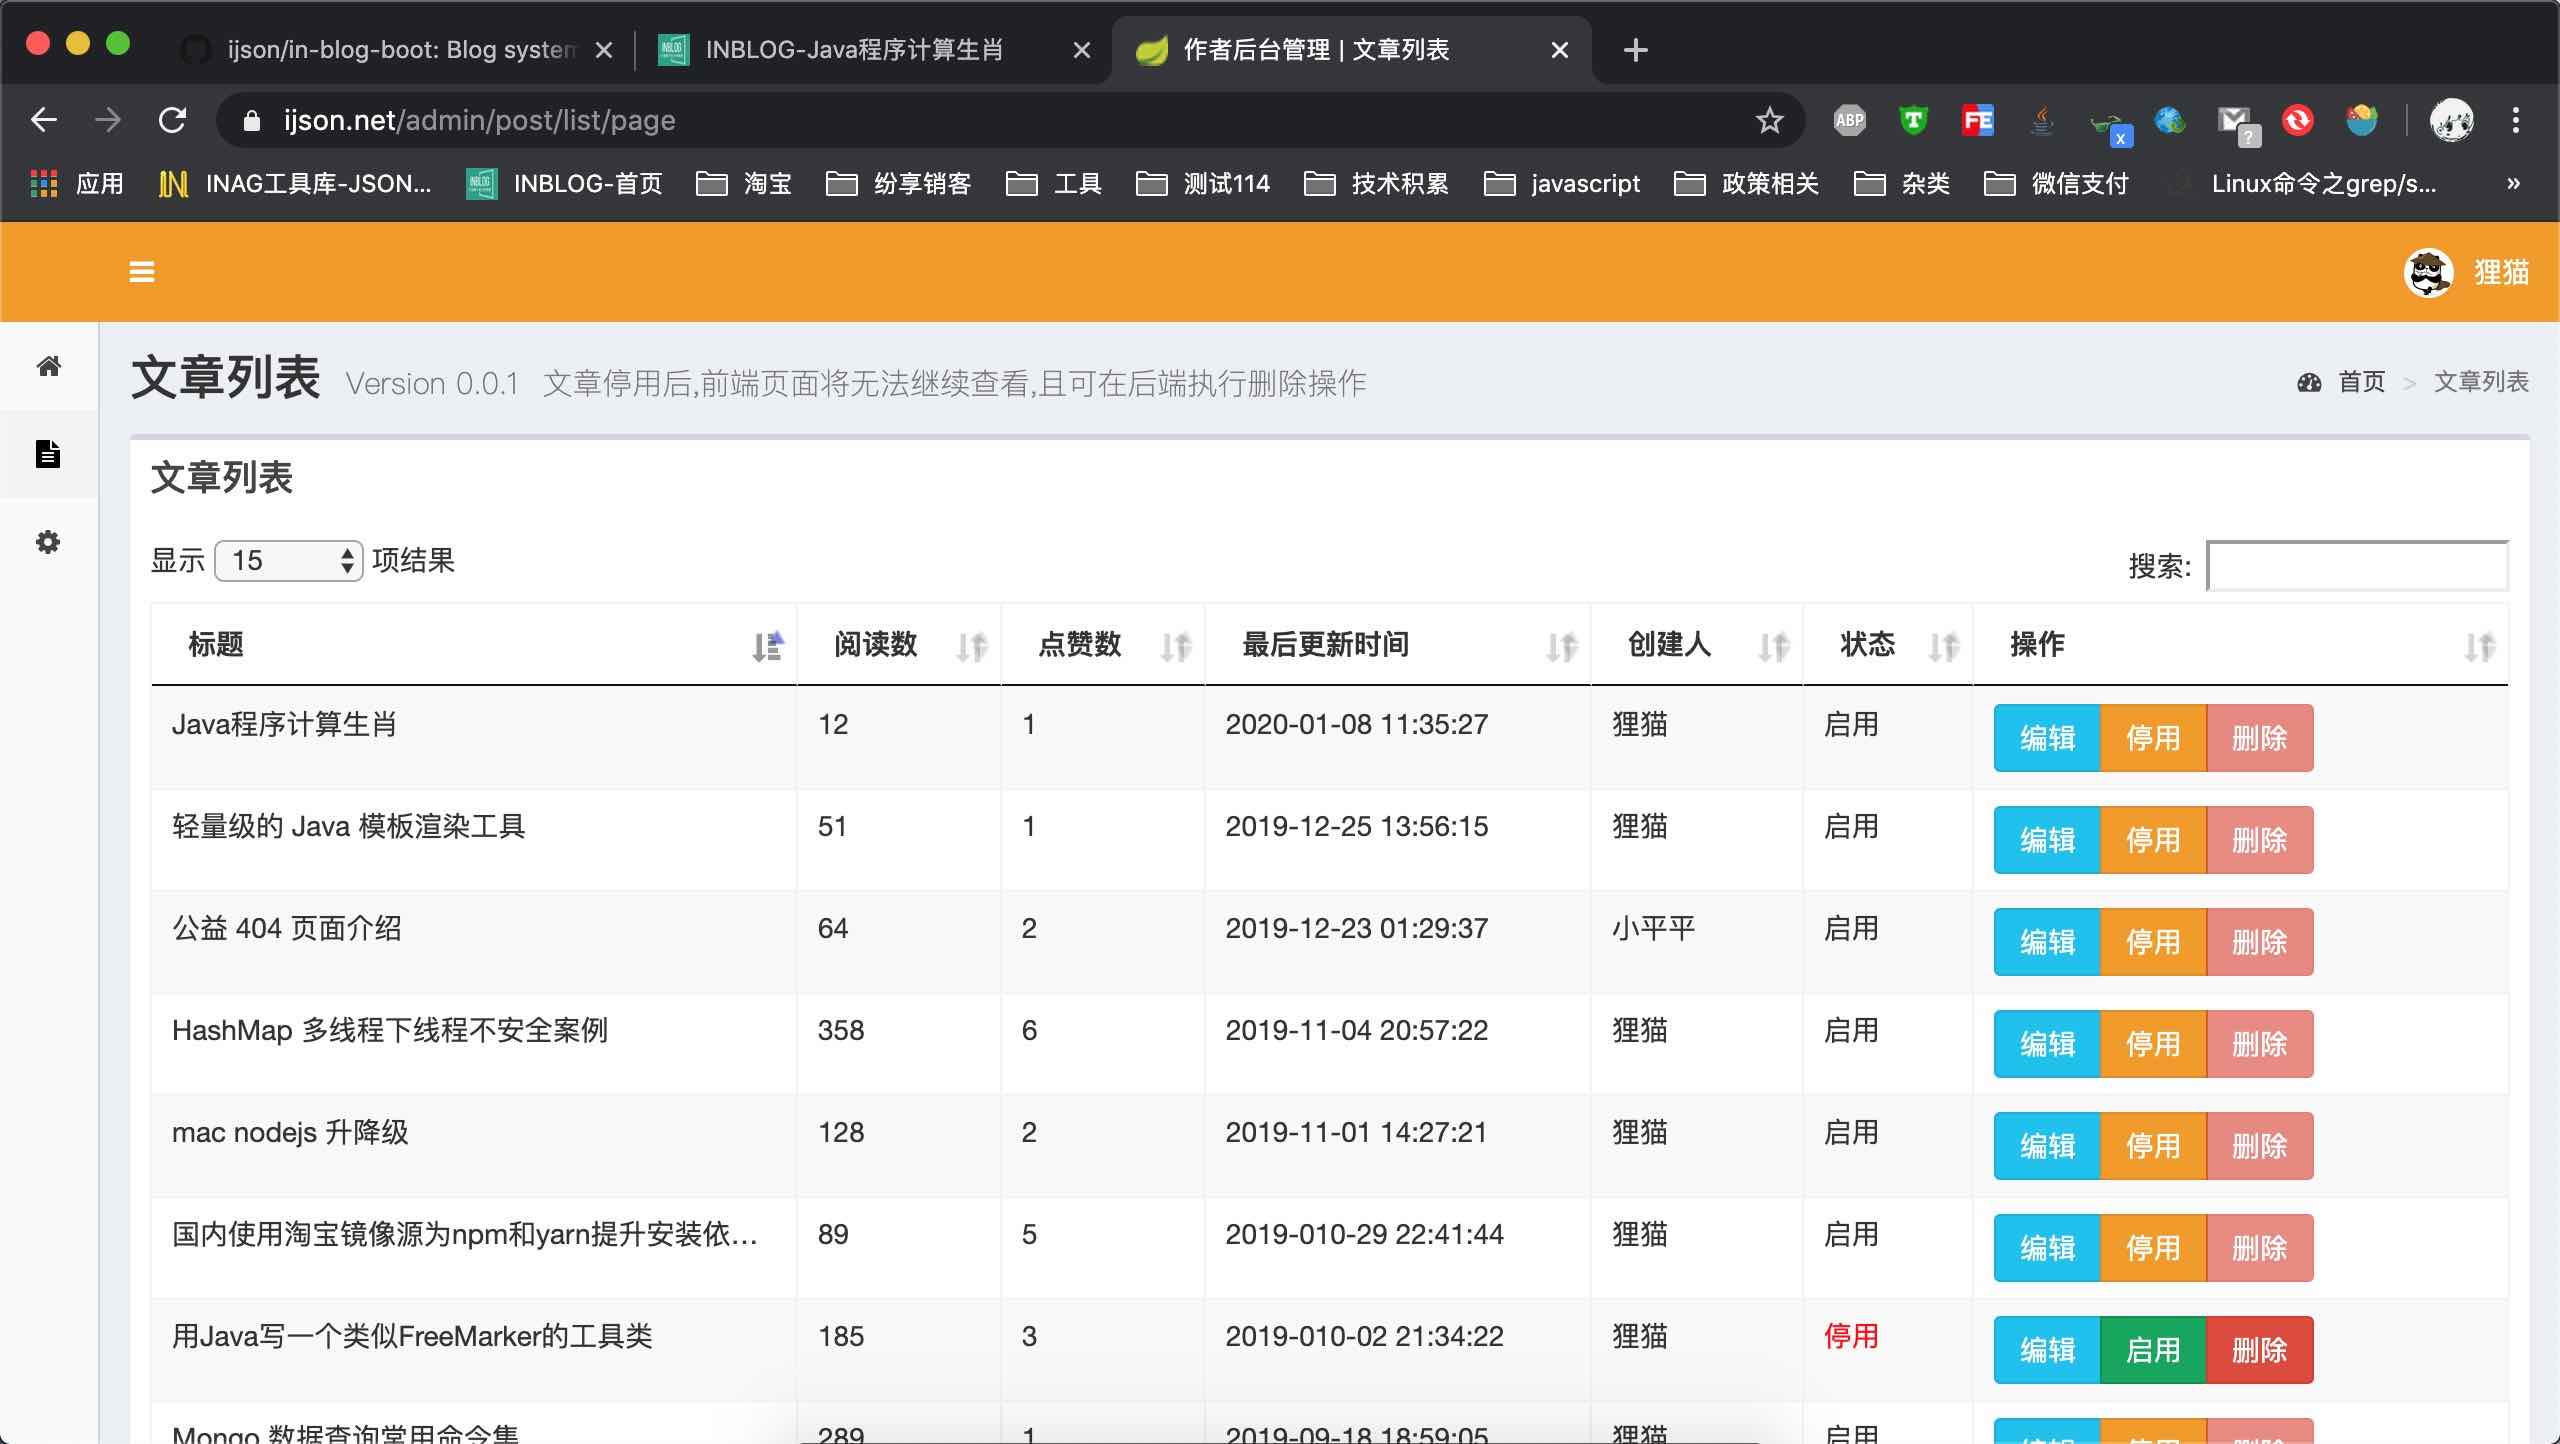 ijson/in-blog-boot: Blog system
INBLOG-Java程序计算生肖
作者后台管理 | 文章列表
ijson.net/admin/post/list/page
ABP
T
FE
x
?
应用
INAG工具库-JSON...
INBLOG-首页
淘宝
纷享销客
工具
测试114
技术积累
javascript
政策相关
杂类
微信支付
Linux命令之grep/s...
»
狸猫
文章列表 Version 0.0.1 文章停用后,前端页面将无法继续查看,且可在后端执行删除操作
首页 > 文章列表
文章列表
显示 15 项结果
搜索:
标题 阅读数 点赞数 最后更新时间 创建人 状态 操作
Java程序计算生肖 12 1 2020-01-08 11:35:27 狸猫 启用 编辑 停用 删除
轻量级的 Java 模板渲染工具 51 1 2019-12-25 13:56:15 狸猫 启用 编辑 停用 删除
公益 404 页面介绍 64 2 2019-12-23 01:29:37 小平平 启用 编辑 停用 删除
HashMap 多线程下线程不安全案例 358 6 2019-11-04 20:57:22 狸猫 启用 编辑 停用 删除
mac nodejs 升降级 128 2 2019-11-01 14:27:21 狸猫 启用 编辑 停用 删除
国内使用淘宝镜像源为npm和yarn提升安装依... 89 5 2019-010-29 22:41:44 狸猫 启用 编辑 停用 删除
用Java写一个类似FreeMarker的工具类 185 3 2019-010-02 21:34:22 狸猫 停用 编辑 启用 删除
Mongo 数据查询常用命令集 289 1 2019-09-18 18:59:05 狸猫 启用 编辑 停用 删除